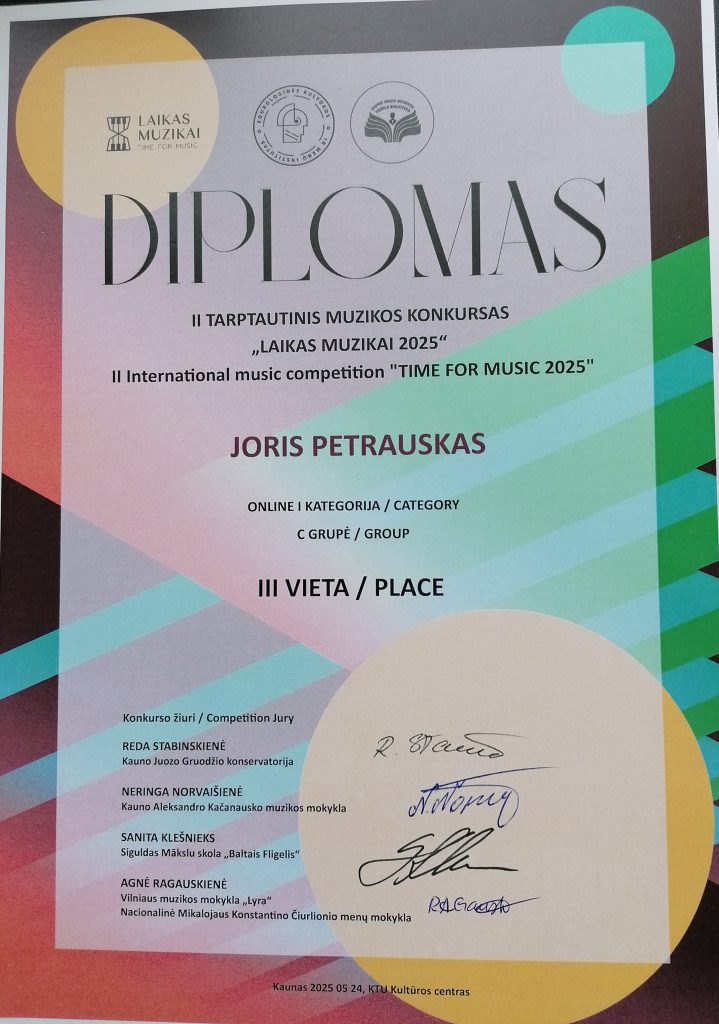 LAIKAS
MUZIKAI
TIME FOR MUSIC
DIPLOMAS
II TARPTAUTINIS MUZIKOS KONKURSAS
„LAIKAS MUZIKAI 2025“
II International music competition "TIME FOR MUSIC 2025"
JORIS PETRAUSKAS
ONLINE I KATEGORIJA / CATEGORY
C GRUPĖ / GROUP
III VIETA / PLACE
Konkurso žiuri / Competition Jury
REDA STABINSKIENĖ
Kauno Juozo Gruodžio konservatorija
NERINGA NORVAIŠIENĖ
Kauno Aleksandro Kačanausko muzikos mokykla
SANITA KLEŠNIEKS
Siguldas Mākslu skola „Baltais Fligelis“
AGNĖ RAGAUSKIENĖ
Vilniaus muzikos mokykla „Lyra“
Nacionalinė Mikalojaus Konstantino Čiurlionio menų mokykla
Kaunas 2025 05 24, KTU Kultūros centras